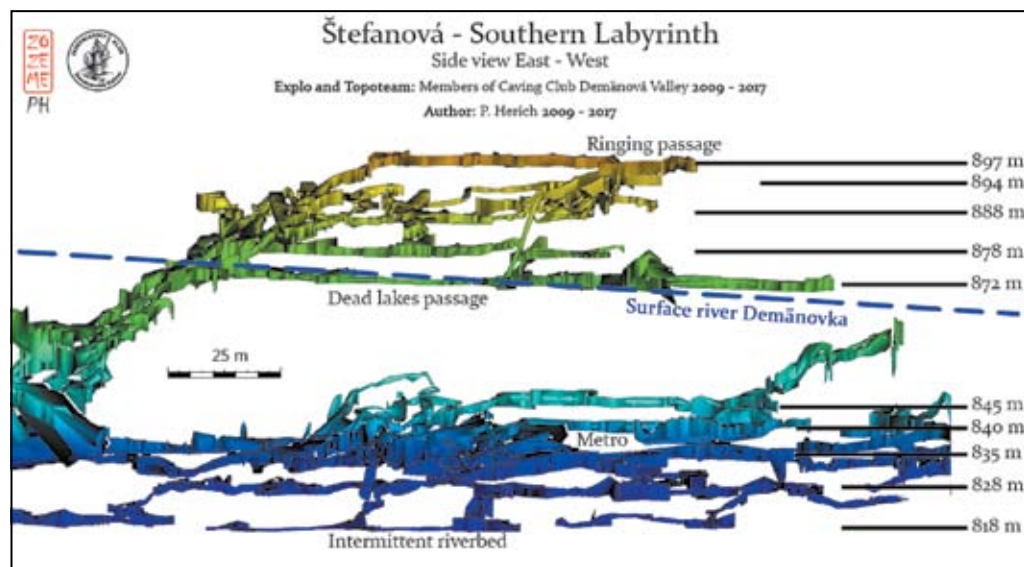 ZO
ZE
ME
PH
Štefanová - Southern Labyrinth
Side view East - West
Explo and Topoteam: Members of Caving Club Demänová Valley 2009 - 2017
Author: P. Herich 2009 - 2017
Ringing passage
897 m
894 m
888 m
878 m
872 m
Dead lakes passage
Surface river Demänovka
25 m
845 m
840 m
Metro
835 m
828 m
818 m
Intermittent riverbed